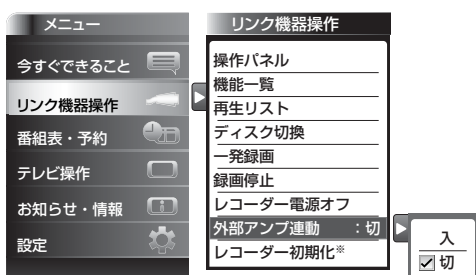 メニュー
今すぐできること
リンク機器操作
番組表・予約
テレビ操作
お知らせ・情報
設定
リンク機器操作
操作パネル
機能一覧
再生リスト
ディスク切換
一発録画
録画停止
レコーダー電源オフ
外部アンプ連動 ：切
レコーダー初期化※
入
切